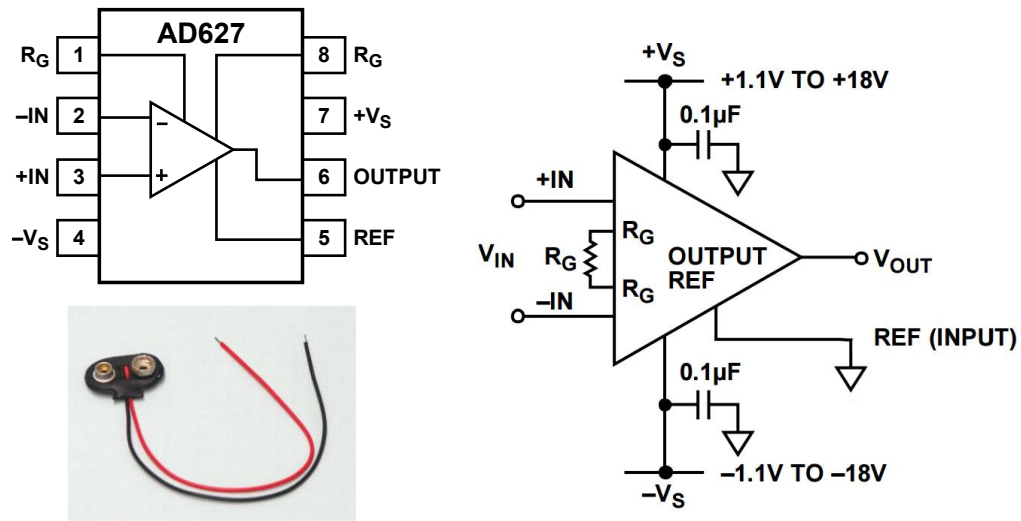 AD627
RG 1
8 RG
–IN 2
7 +VS
+IN 3
6 OUTPUT
–VS 4
5 REF
–
+
+VS
+1.1V TO +18V
0.1µF
+IN
RG
VIN
RG
OUTPUT
REF
VOUT
RG
–IN
REF (INPUT)
0.1µF
–1.1V TO –18V
–VS